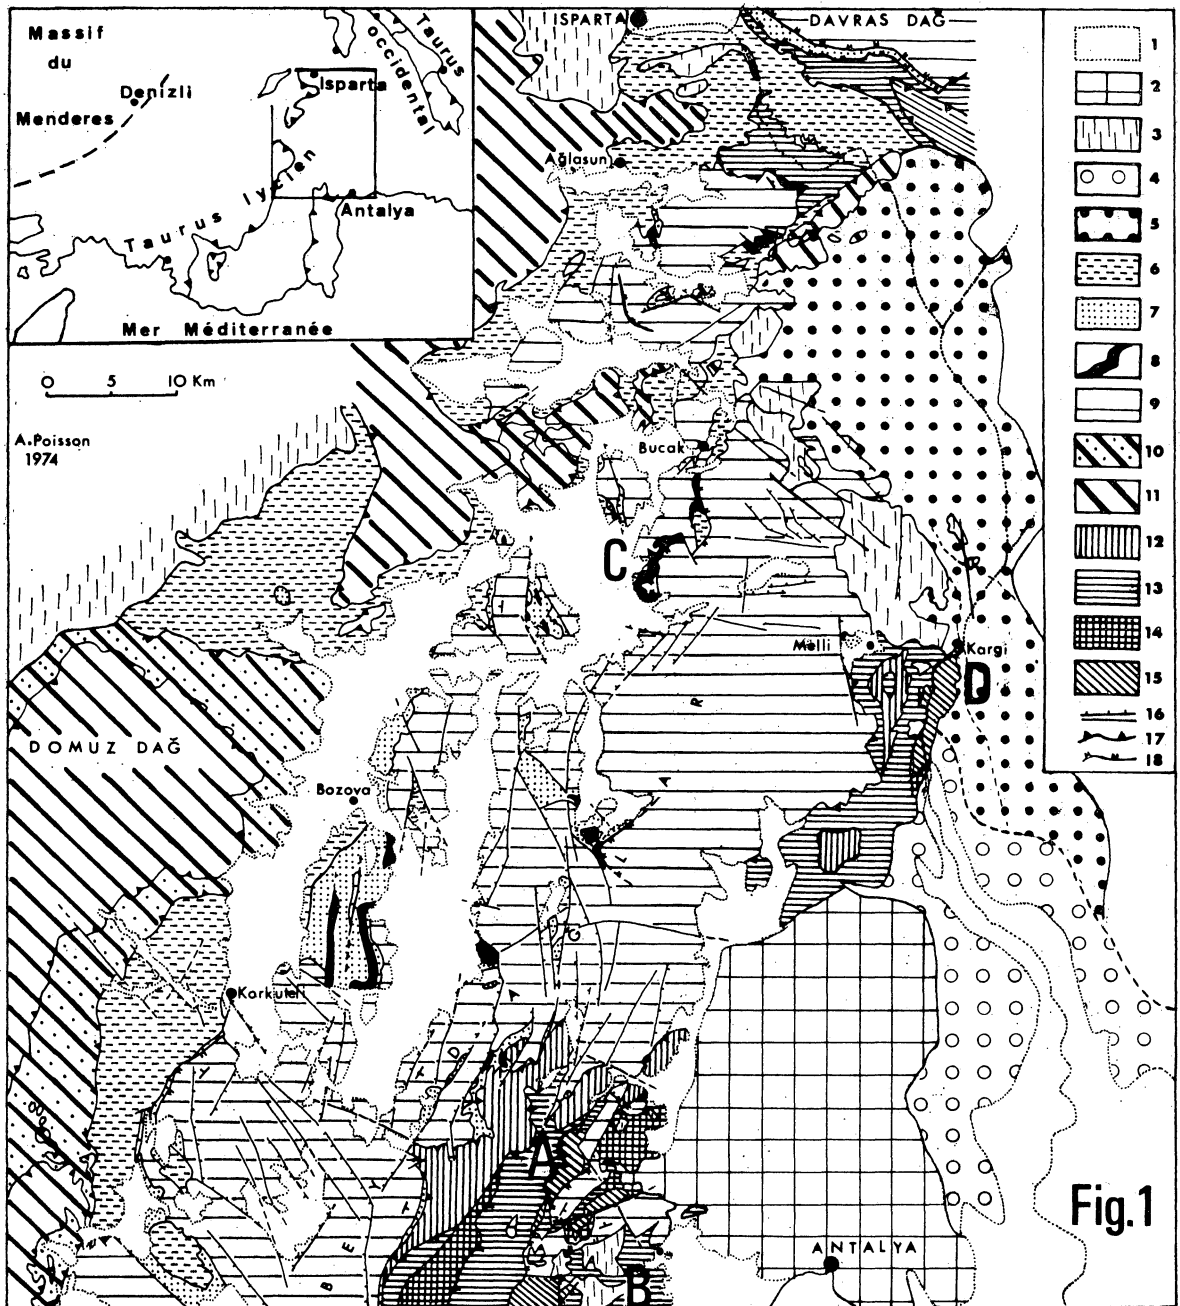 Massif
du
Menderes
Denizli
Isparta
Taurus
occidental
Taurus lycien
Antalya
Mer Méditerranée
0 5 10 Km
A.Poisson
1974
ISPARTA
DAVRAS DAĞ
Ağlasun
Bucak
C
Melli
Kargi
D
DOMUZ DAĞ
Bozova
Korkuteli
BEY DAĞLARI
A
B
ANTALYA
Fig.1
1
2
3
4
5
6
7
8
9
10
11
12
13
14
15
16
17
18